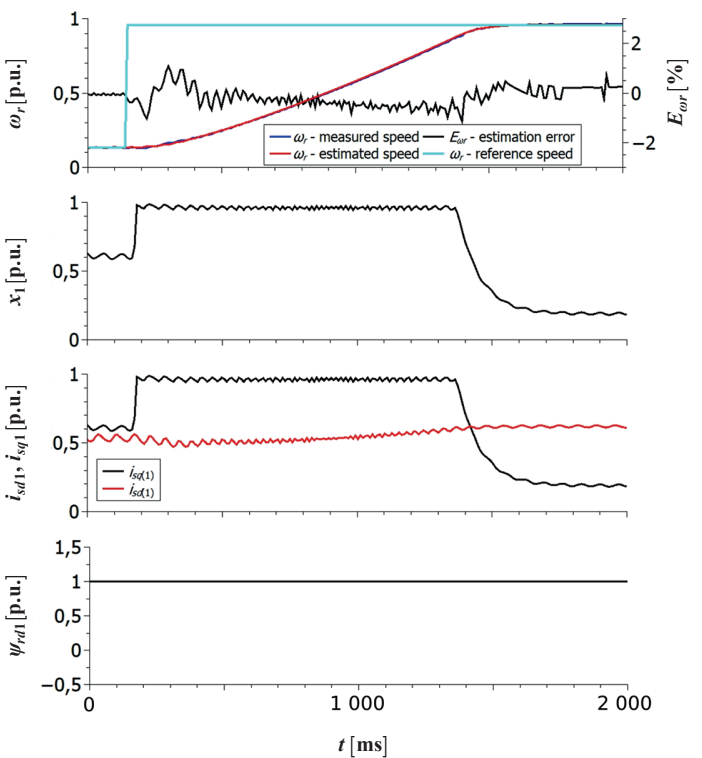 1
0,5
0
ω_r [p.u.]
2
0
−2
E_ωr [%]
ω_r - measured speed
E_ωr - estimation error
ω_r - estimated speed
ω_r - reference speed
1
0,5
0
x_1 [p.u.]
1
0,5
0
i_sd1, i_sq1 [p.u.]
i_sq(1)
i_sd(1)
1,5
1
0,5
0
−0,5
ψ_rd1 [p.u.]
0
1 000
2 000
t [ms]